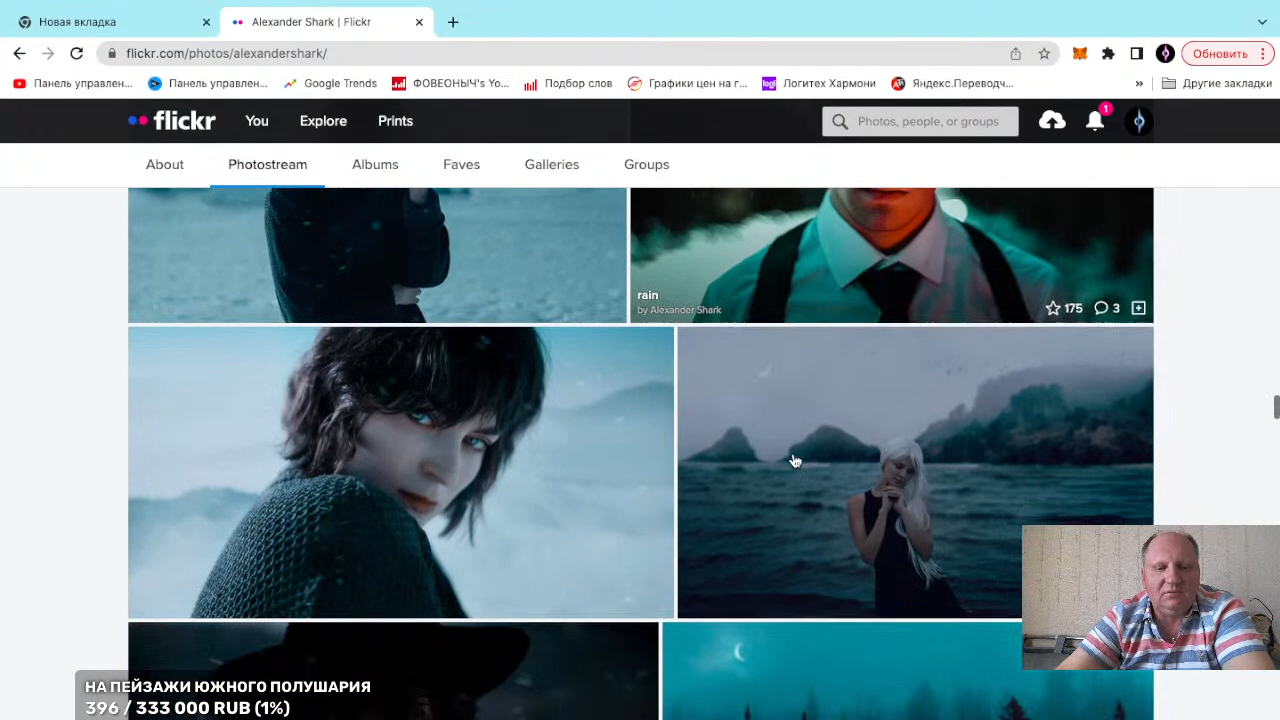 Новая вкладка
Alexander Shark | Flickr
flickr.com/photos/alexandershark/
Обновить
Панель управлен...
Панель управлен...
Google Trends
ФОВЕОНЫЧ's Yo...
Подбор слов
Графики цен на г...
Логитех Хармони
Яндекс.Переводч...
»
Другие закладки
flickr
You
Explore
Prints
Photos, people, or groups
1
About
Photostream
Albums
Faves
Galleries
Groups
rain
by Alexander Shark
175
3
НА ПЕЙЗАЖИ ЮЖНОГО ПОЛУШАРИЯ
396 / 333 000 RUB (1%)